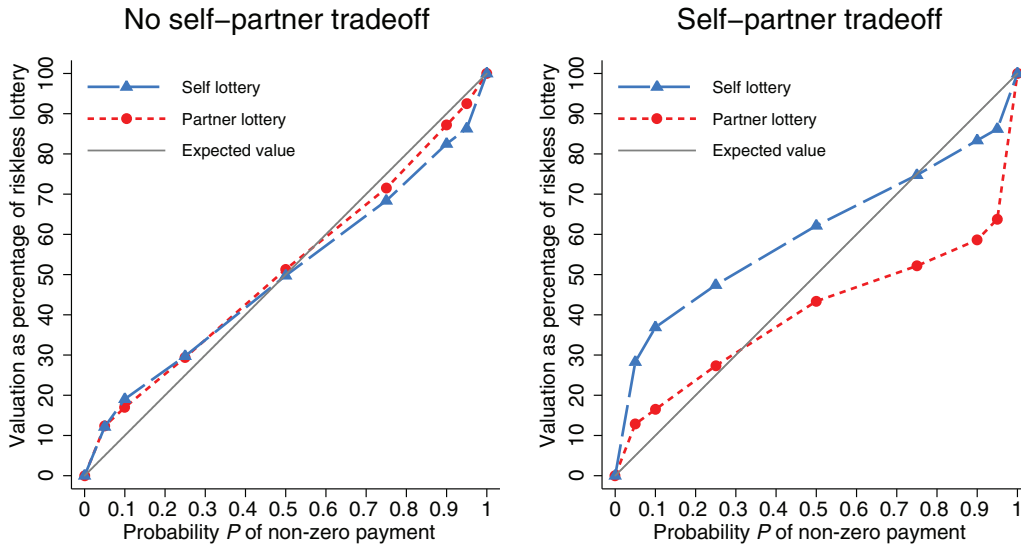 No self–partner tradeoff
Valuation as percentage of riskless lottery
100
90
80
70
60
50
40
30
20
10
0
Self lottery
Partner lottery
Expected value
0 0.1 0.2 0.3 0.4 0.5 0.6 0.7 0.8 0.9 1
Probability P of non-zero payment
Self–partner tradeoff
Valuation as percentage of riskless lottery
100
90
80
70
60
50
40
30
20
10
0
Self lottery
Partner lottery
Expected value
0 0.1 0.2 0.3 0.4 0.5 0.6 0.7 0.8 0.9 1
Probability P of non-zero payment